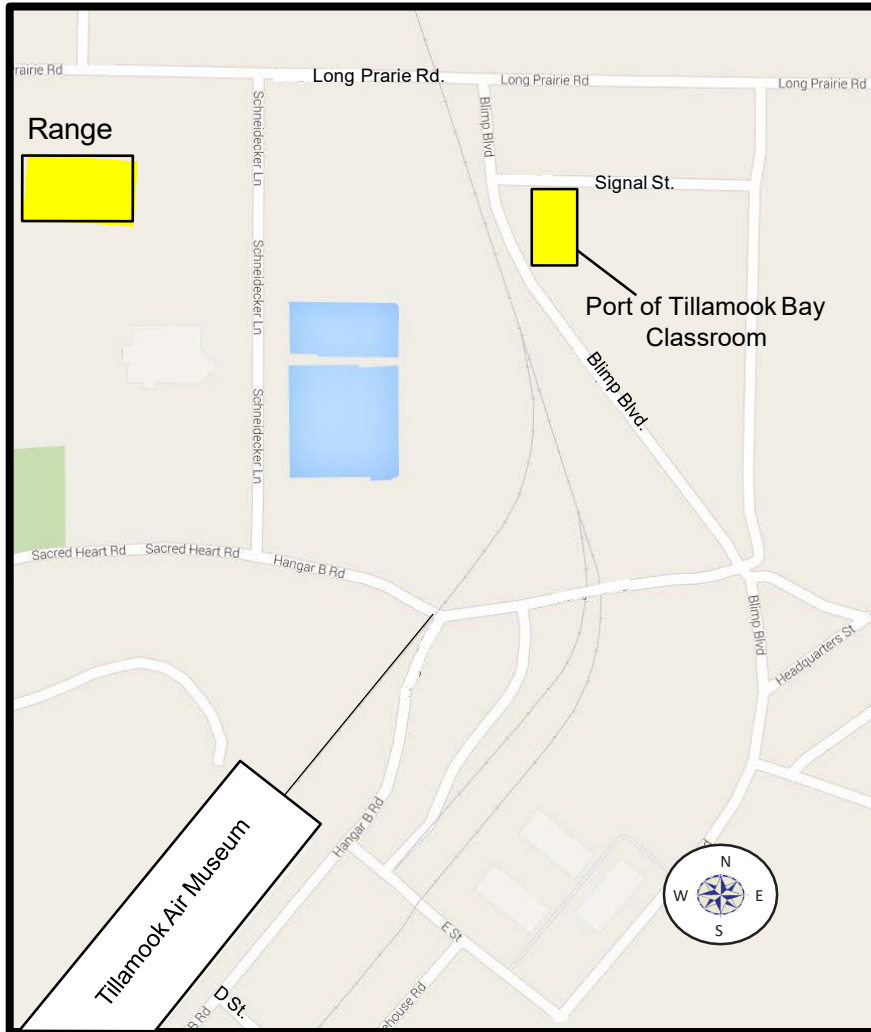 Prairie Rd
Long Prarie Rd.
Long Prairie Rd
Long Prairie Rd
Range
Schneidecker Ln
Blimp Blvd
Signal St.
Schneidecker Ln
Port of Tillamook Bay
Classroom
Blimp Blvd.
Schneidecker Ln
Sacred Heart Rd
Sacred Heart Rd
Hangar B Rd
Blimp Blvd
Headquarters St
Hangar B Rd
Tillamook Air Museum
N
W
E
S
E St
D St.
B Rd